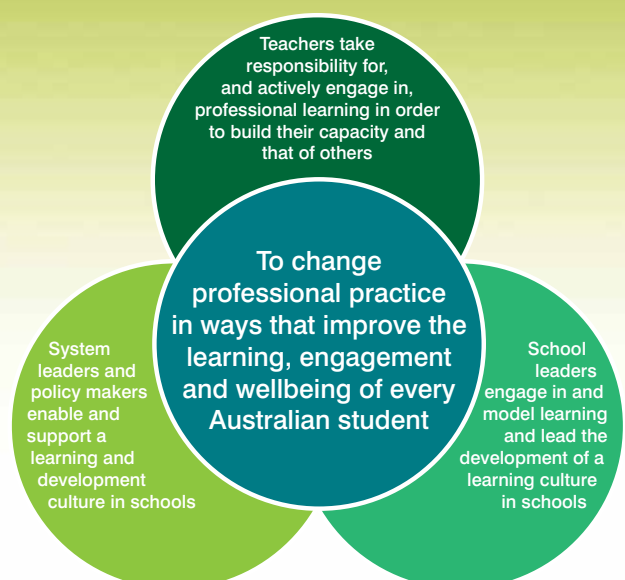 Teachers take
responsibility for,
and actively engage in,
professional learning in order
to build their capacity and
that of others
To change
professional practice
in ways that improve the
learning, engagement
and wellbeing of every
Australian student
System
leaders and
policy makers
enable and
support a
learning and
development
culture in schools
School
leaders
engage in and
model learning
and lead the
development of a
learning culture
in schools